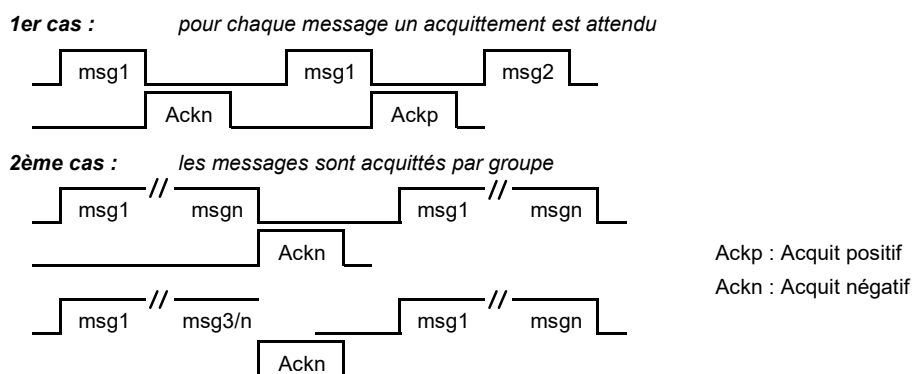 1er cas : pour chaque message un acquittement est attendu
msg1 msg1 msg2
Ackn Ackp
2ème cas : les messages sont acquittés par groupe
msg1 // msgn msg1 // msgn
Ackn
Ackp : Acquit positif
Ackn : Acquit négatif
msg1 // msg3/n msg1 // msgn
Ackn